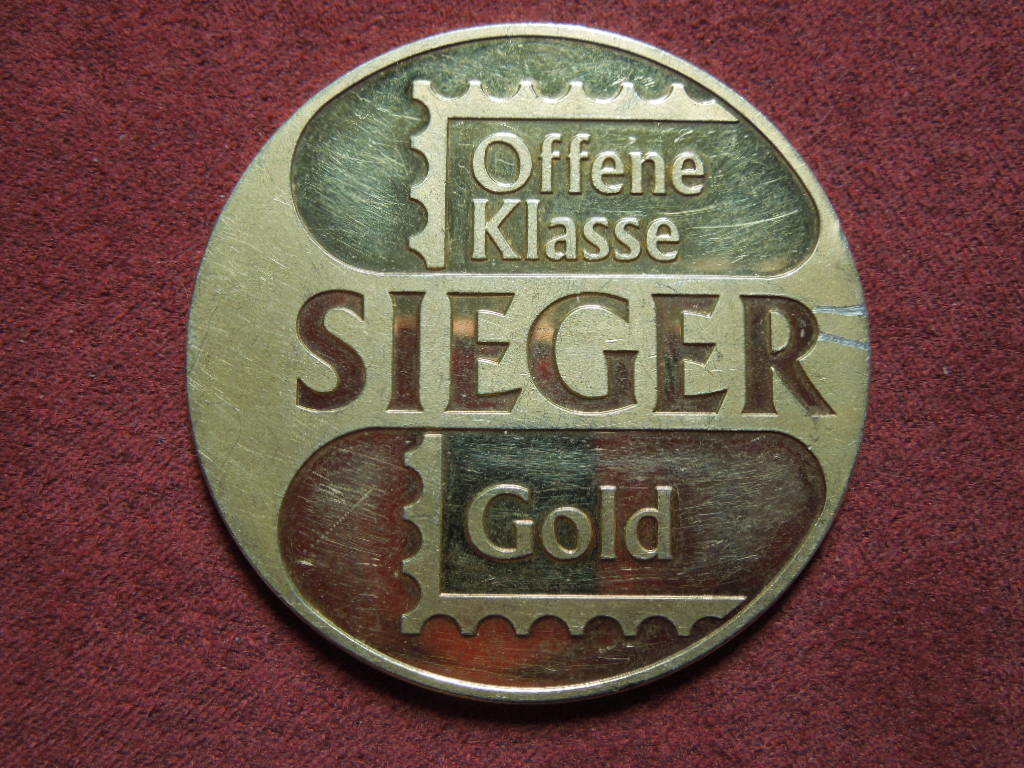 Offene
Klasse
SIEGER
Gold